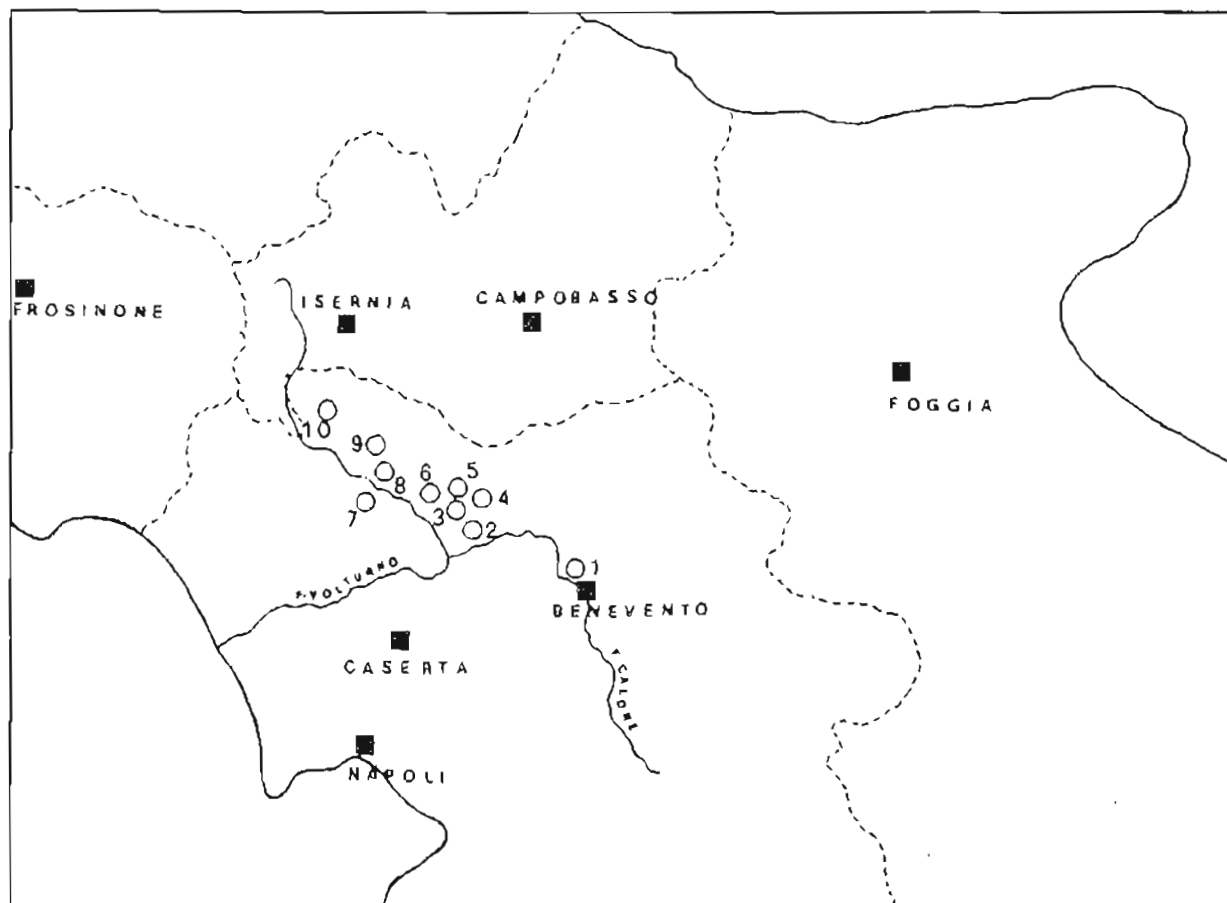 ISERNIA
CAMPOBASSO
FROSINONE
FOGGIA
10
9
8
7
6
5
4
3
2
1
F.VOLTURNO
BENEVENTO
CASERTA
F.CALORE
NAPOLI